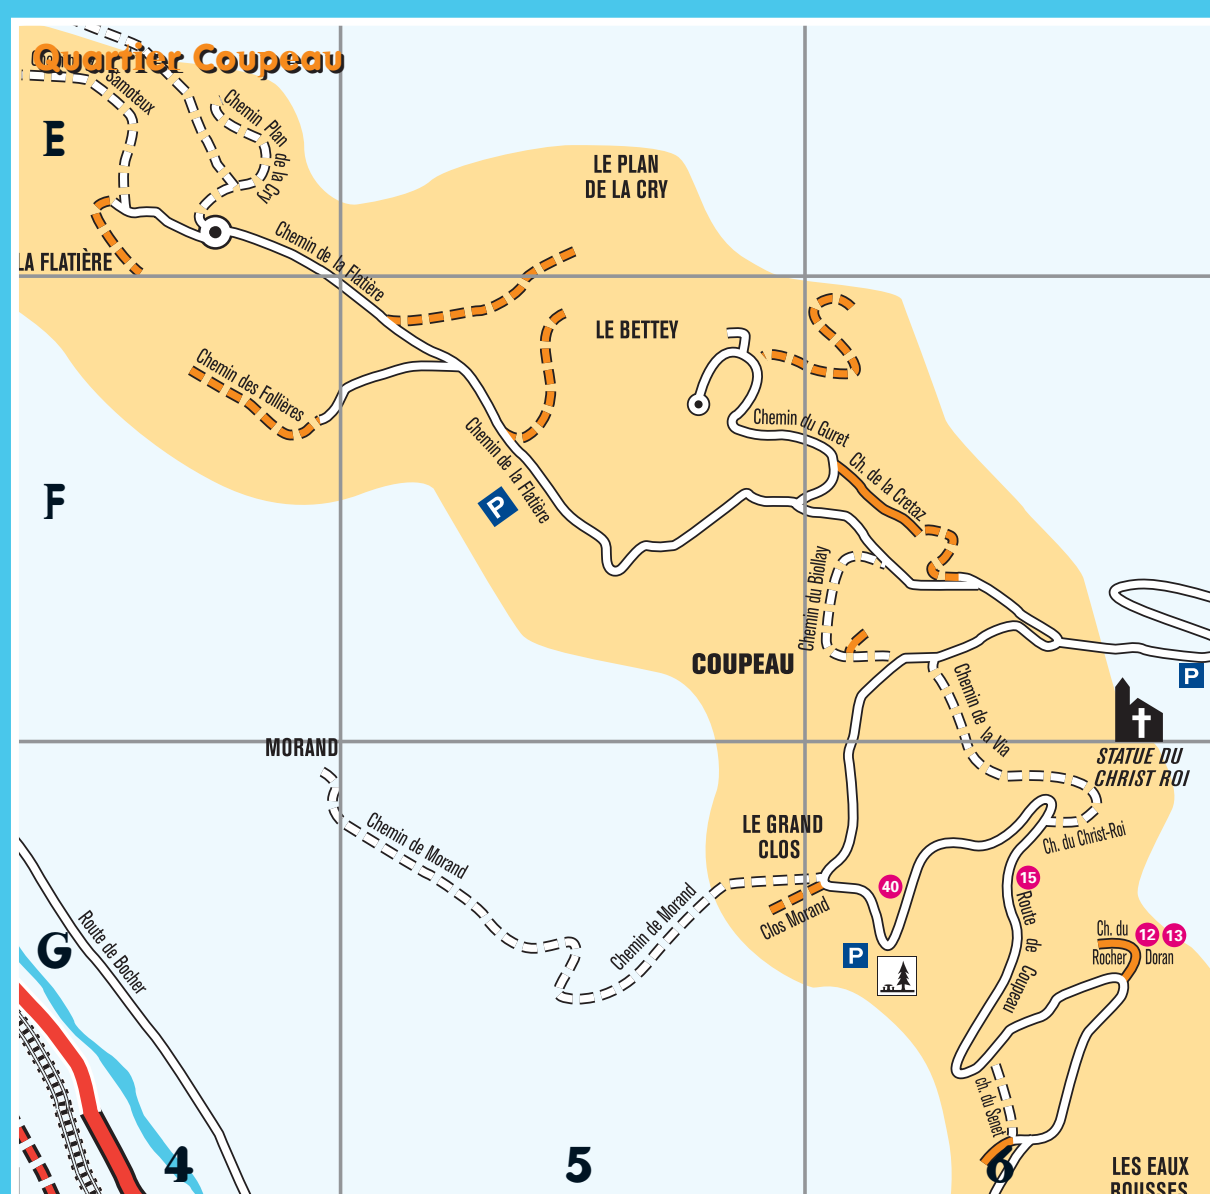 Quartier Coupeau
Samoteux
Chemin Plan
de la Cry
E
LE PLAN
DE LA CRY
Chemin de la Flatière
LA FLATIÈRE
LE BETTEY
Chemin des Follières
Chemin du Guret
Ch. de la Cretaz
Chemin de la Flatière
F
P
Chemin du Biollay
COUPEAU
Chemin de la Via
P
STATUE DU
CHRIST ROI
MORAND
Chemin de Morand
LE GRAND
CLOS
Ch. du Christ-Roi
40
15
Clos Morand
Chemin de Morand
Route de Coupeau
Ch. du
Rocher Doran
12 13
G
Route de Bocher
P
ch. du Senet
4
5
6
LES EAUX
ROUSSES